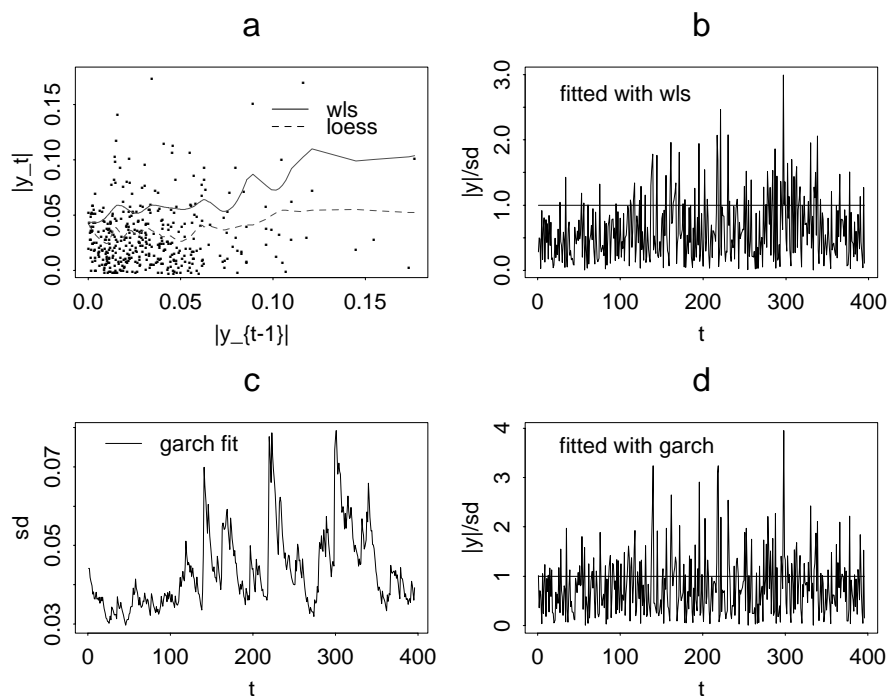 a
|y_t|
0.0 0.05 0.10 0.15
wls
loess
0.0 0.05 0.10 0.15
|y_{t-1}|
b
|y|/sd
0.0 1.0 2.0 3.0
fitted with wls
0 100 200 300 400
t
c
sd
0.03 0.05 0.07
garch fit
0 100 200 300 400
t
d
|y|/sd
0 1 2 3 4
fitted with garch
0 100 200 300 400
t